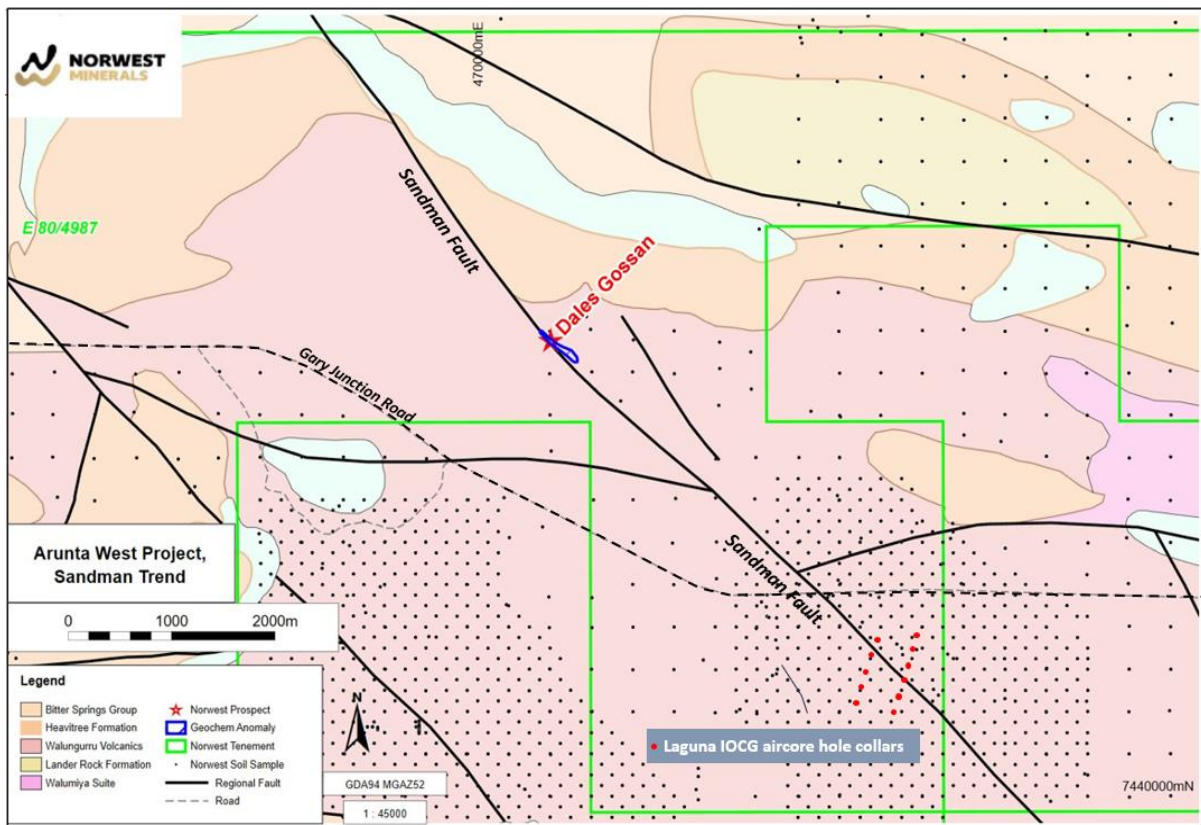 NORWEST
MINERALS
470000mE
E 80/4987
Sandman Fault
Dales Gossan
Gary Junction Road
Sandman Fault
Arunta West Project,
Sandman Trend
0 1000 2000m
Legend
Bitter Springs Group
Heavitree Formation
Walungurru Volcanics
Lander Rock Formation
Walumiya Suite
Norwest Prospect
Geochem Anomaly
Norwest Tenement
Norwest Soil Sample
Regional Fault
Road
N
GDA94 MGAZ52
1 : 45000
Laguna IOCG aircore hole collars
7440000mN